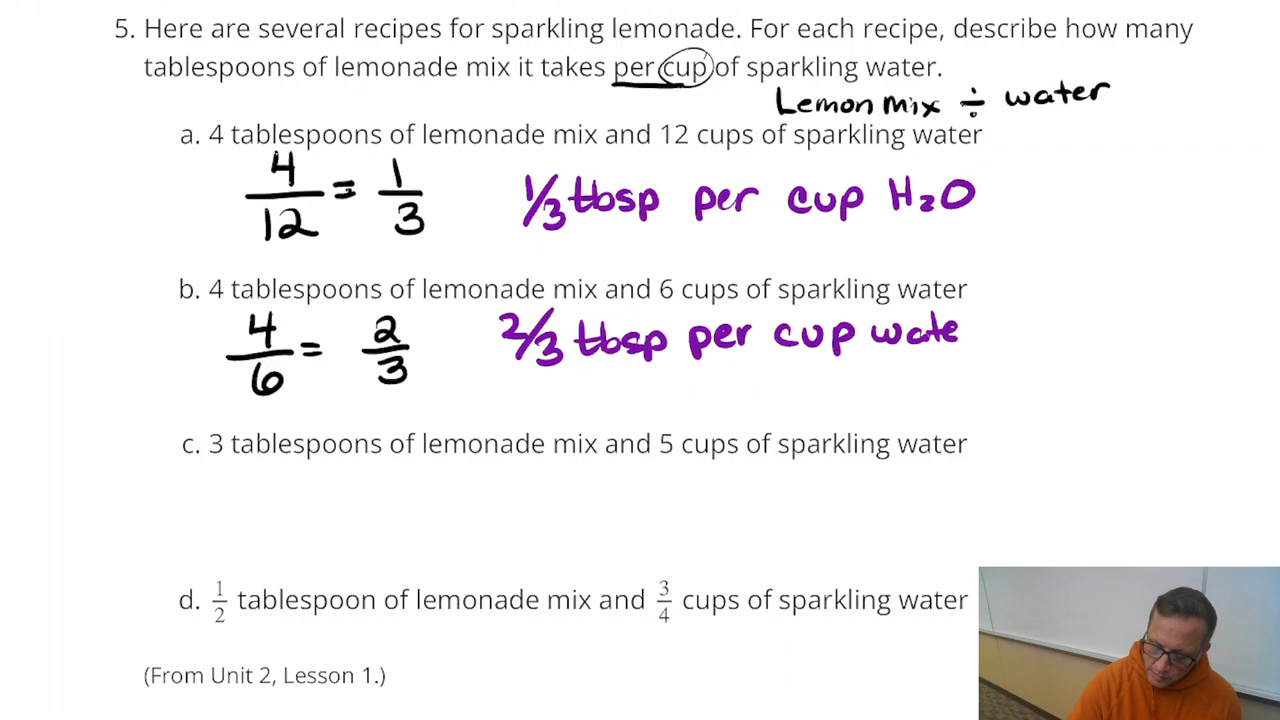 5. Here are several recipes for sparkling lemonade. For each recipe, describe how many
tablespoons of lemonade mix it takes per cup of sparkling water.
Lemon mix ÷ water
a. 4 tablespoons of lemonade mix and 12 cups of sparkling water
4/12 = 1/3 1/3 tbsp per cup H₂O
b. 4 tablespoons of lemonade mix and 6 cups of sparkling water
4/6 = 2/3 2/3 tbsp per cup wate
c. 3 tablespoons of lemonade mix and 5 cups of sparkling water
d. 1/2 tablespoon of lemonade mix and 3/4 cups of sparkling water
(From Unit 2, Lesson 1.)